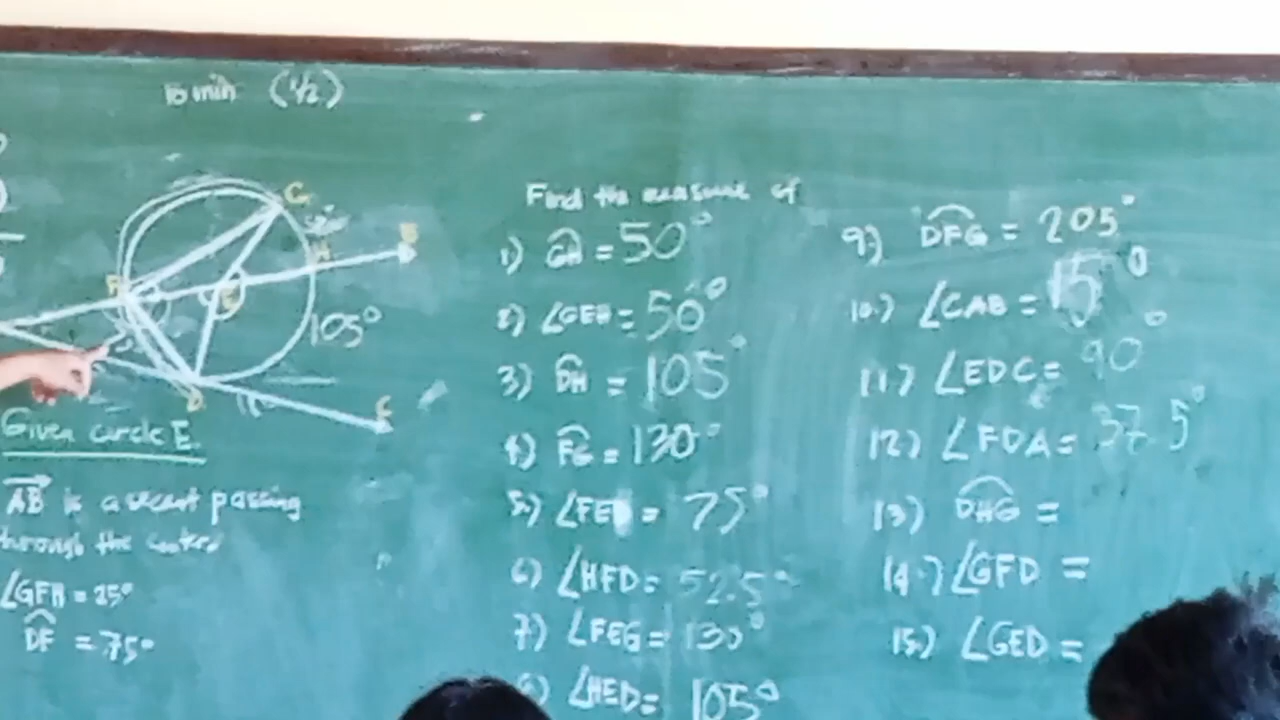 (1/2)
G
H
B
F
E
105°
D
C
Given circle E.
AB is a secant passing
through the center
∠GFH = 25°
DF = 75°
Find the measure of
1) GH = 50°
2) ∠GEH = 50°
3) DH = 105°
4) FG = 130°
5.) ∠FED = 75°
6) ∠HFD = 52.5°
7) ∠FEG = 130°
8) ∠HED = 105°
9.) DFG = 205°
10.) ∠CAB = 15°
11) ∠EDC = 90°
12) ∠FDA = 37.5°
13) DHG =
14.) ∠GFD =
15.) ∠GED =